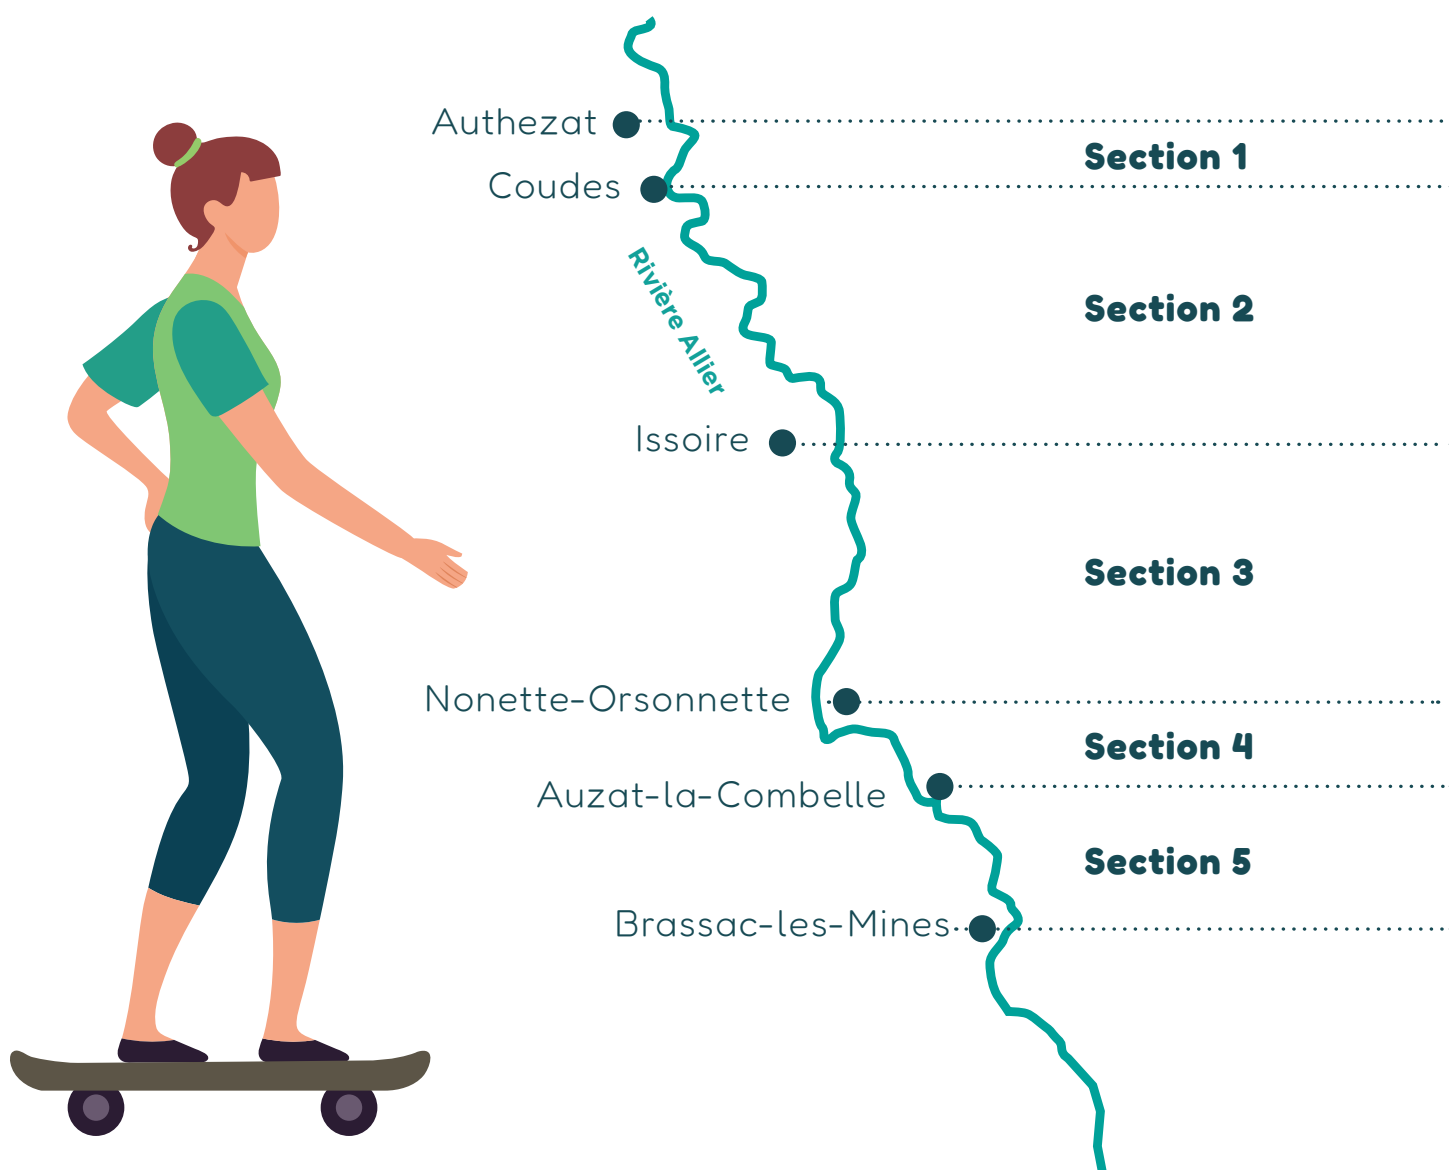 Authezat
Section 1
Coudes
Rivière Allier
Section 2
Issoire
Section 3
Nonette-Orsonnette
Section 4
Auzat-la-Combelle
Section 5
Brassac-les-Mines